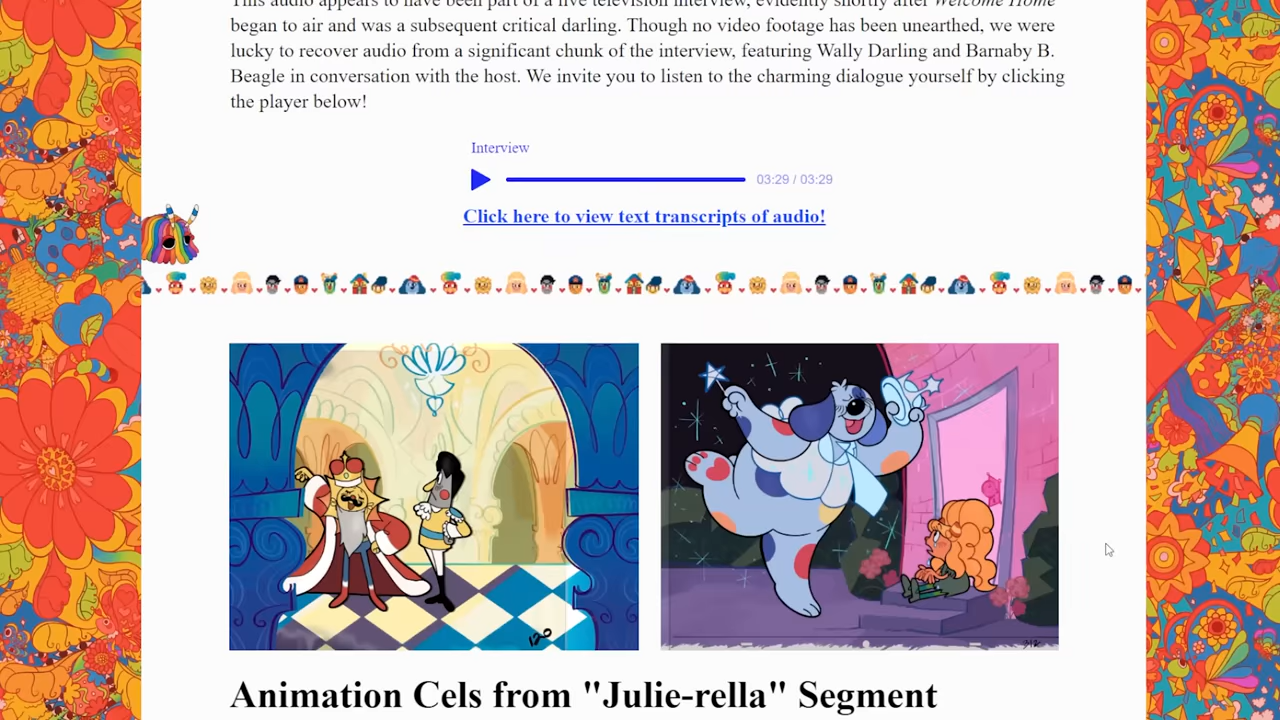 This audio appears to have been part of a live television interview, evidently shortly after Welcome Home
began to air and was a subsequent critical darling. Though no video footage has been unearthed, we were
lucky to recover audio from a significant chunk of the interview, featuring Wally Darling and Barnaby B.
Beagle in conversation with the host. We invite you to listen to the charming dialogue yourself by clicking
the player below!
Interview
03:29 / 03:29
Click here to view text transcripts of audio!
120
Animation Cels from "Julie-rella" Segment